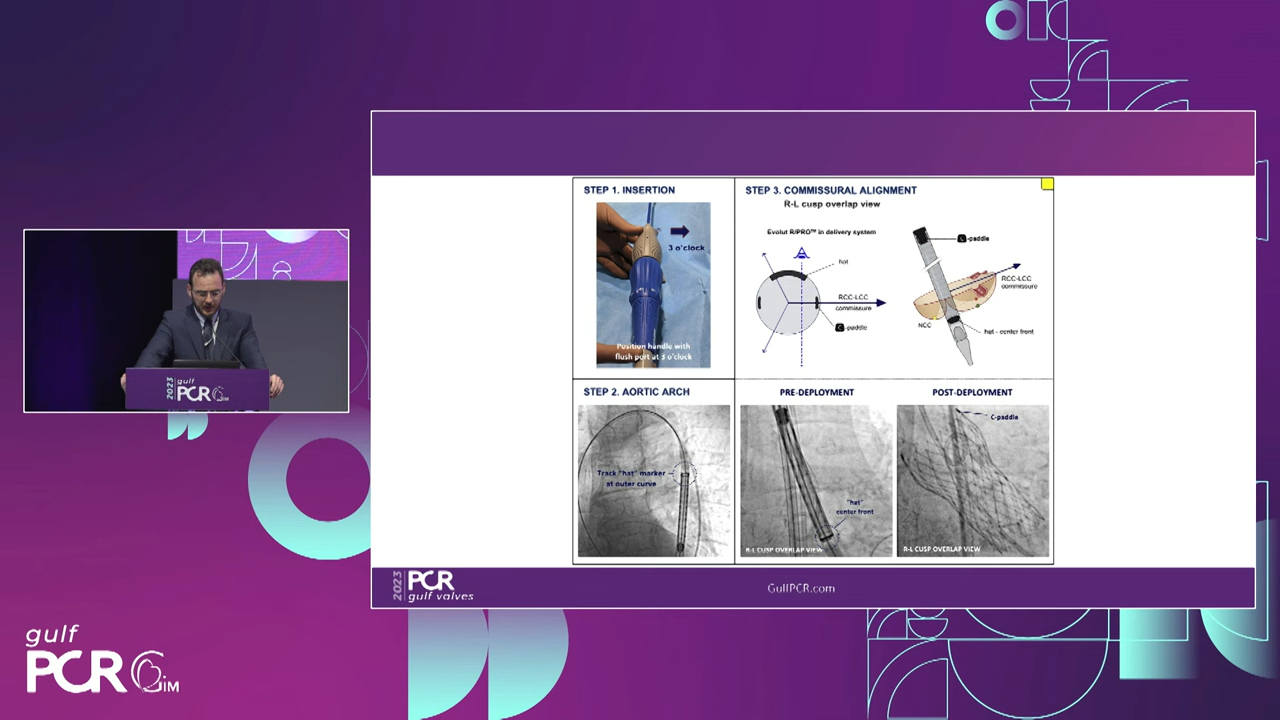 STEP 1. INSERTION
3 o'clock
Position handle with
flush port at 3 o'clock
STEP 3. COMMISSURAL ALIGNMENT
R-L cusp overlap view
Evolut R/PRO™ in delivery system
hat
RCC-LCC
commissure
C-paddle
C-paddle
RCC-LCC
commissure
NCC
hat - center front
STEP 2. AORTIC ARCH
Track "hat" marker
at outer curve
PRE-DEPLOYMENT
"hat"
center front
R-L CUSP OVERLAP VIEW
POST-DEPLOYMENT
C-paddle
R-L CUSP OVERLAP VIEW
2023 PCR
gulf valves
GulfPCR.com
2023 gulf
PCR GIM
gulf
PCR GIM